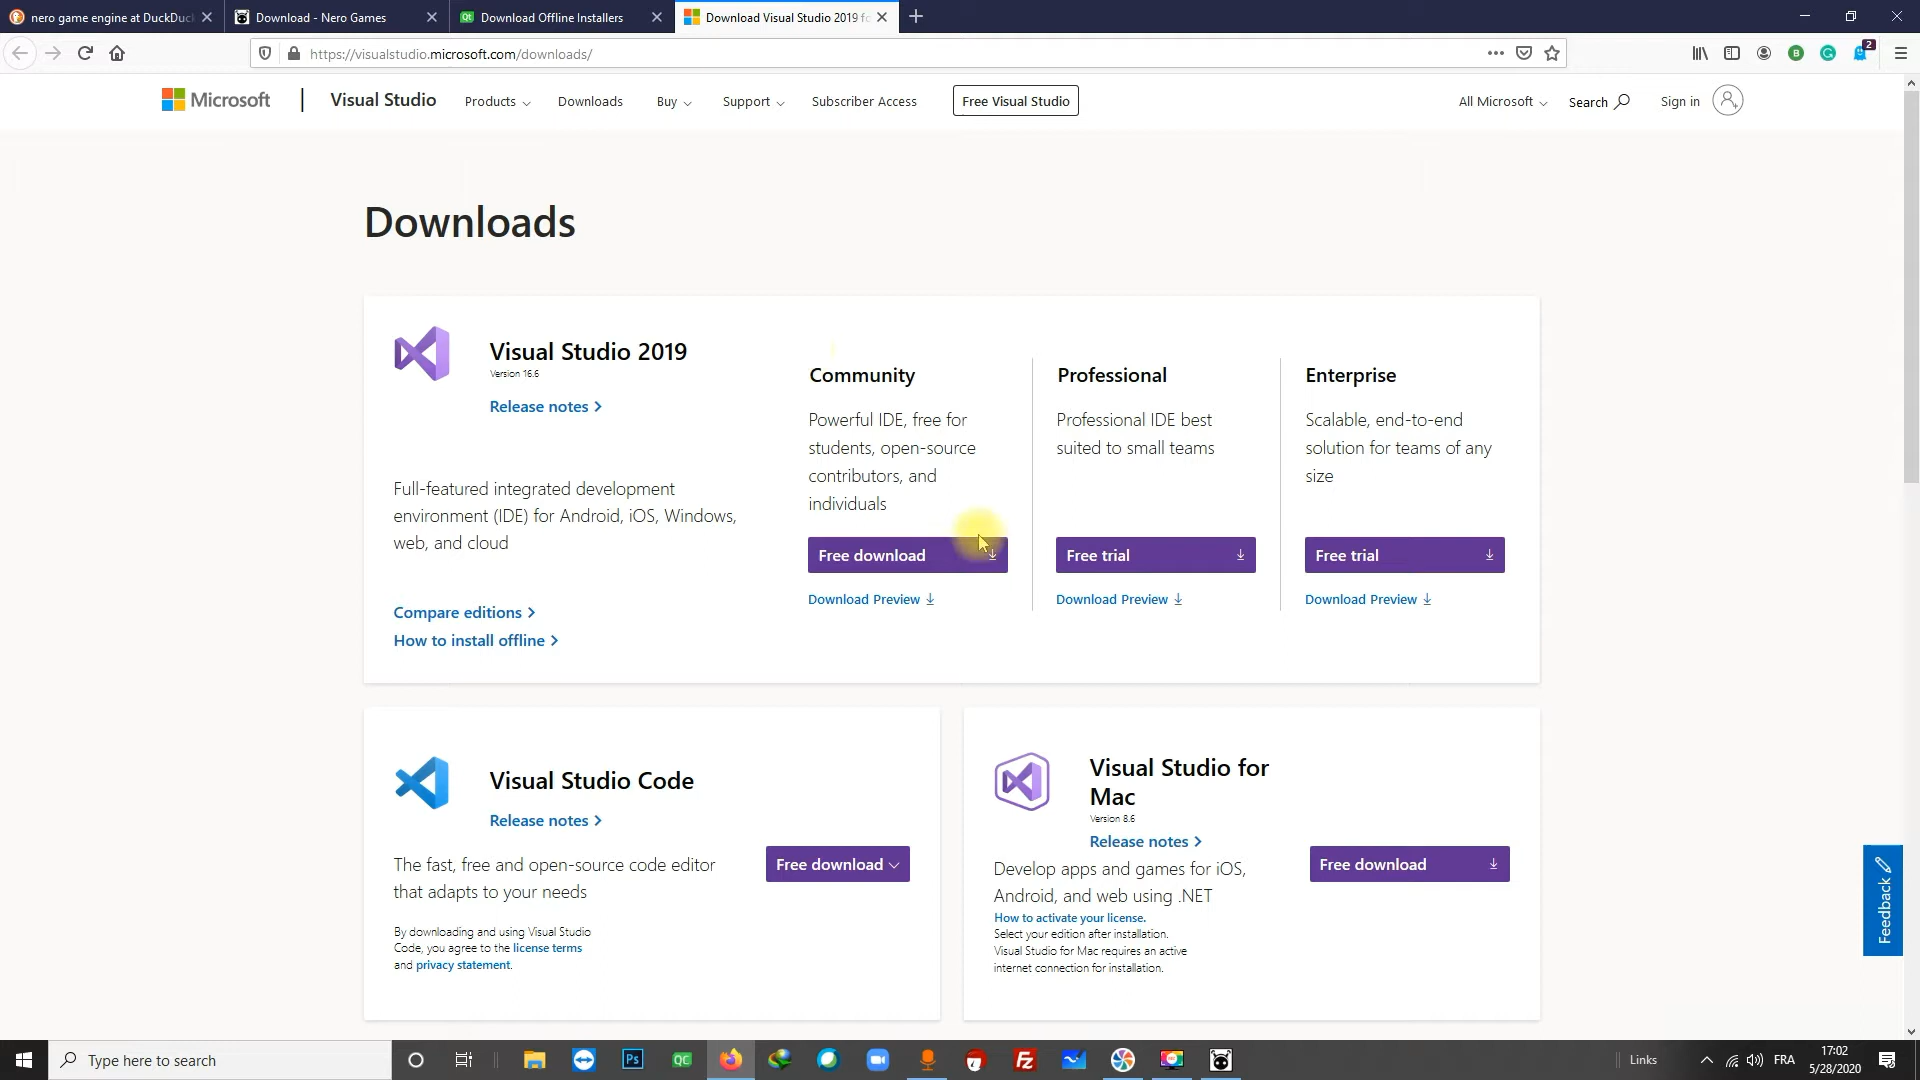 nero game engine at DuckDuc
Download - Nero Games
Download Offline Installers
Download Visual Studio 2019 fo
https://visualstudio.microsoft.com/downloads/
2
Microsoft
Visual Studio
Products
Downloads
Buy
Support
Subscriber Access
Free Visual Studio
All Microsoft
Search
Sign in
Downloads
Visual Studio 2019
Version 16.6
Release notes
Full-featured integrated development
environment (IDE) for Android, iOS, Windows,
web, and cloud
Compare editions
How to install offline
Community
Powerful IDE, free for
students, open-source
contributors, and
individuals
Free download
Download Preview
Professional
Professional IDE best
suited to small teams
Free trial
Download Preview
Enterprise
Scalable, end-to-end
solution for teams of any
size
Free trial
Download Preview
Visual Studio Code
Release notes
The fast, free and open-source code editor
that adapts to your needs
Free download
By downloading and using Visual Studio
Code, you agree to the license terms
and privacy statement.
Visual Studio for
Mac
Version 8.6
Release notes
Develop apps and games for iOS,
Android, and web using .NET
How to activate your license.
Select your edition after installation.
Visual Studio for Mac requires an active
internet connection for installation.
Free download
Feedback
Type here to search
Ps
QC
Fz
Links
FRA
17:02
5/28/2020